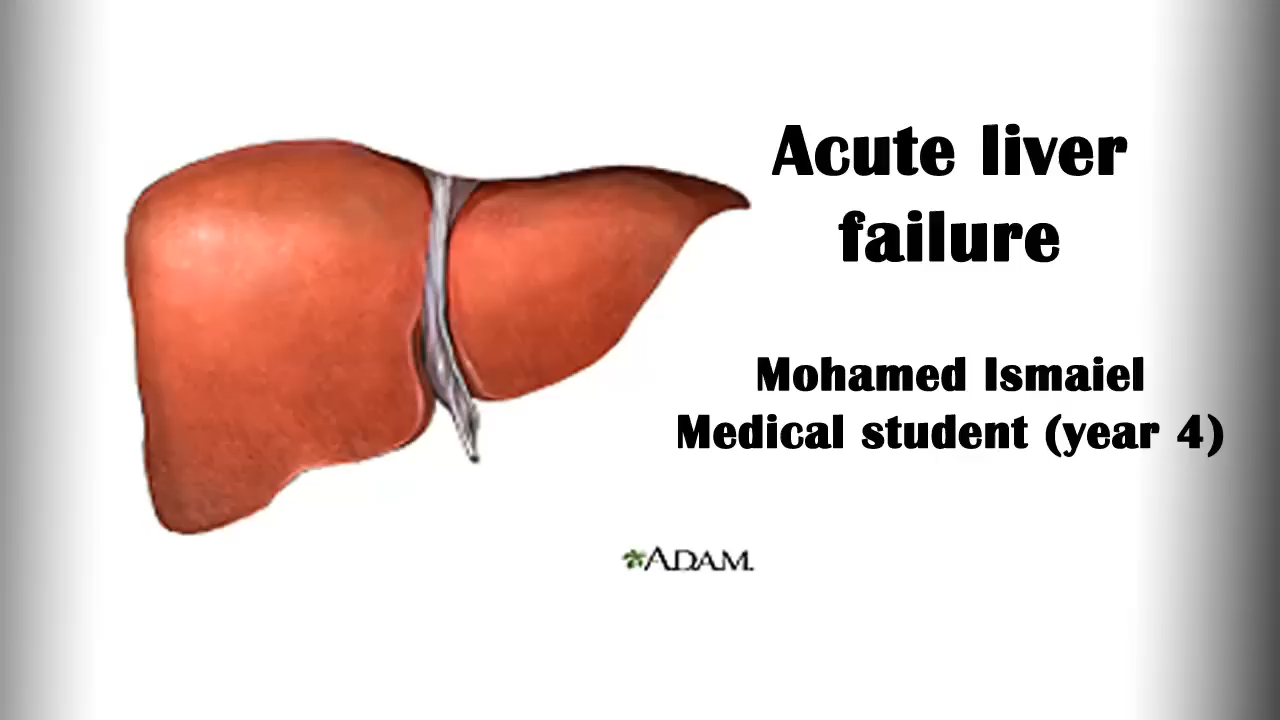 Acute liver
failure
Mohamed Ismaiel
Medical student (year 4)
ADAM.